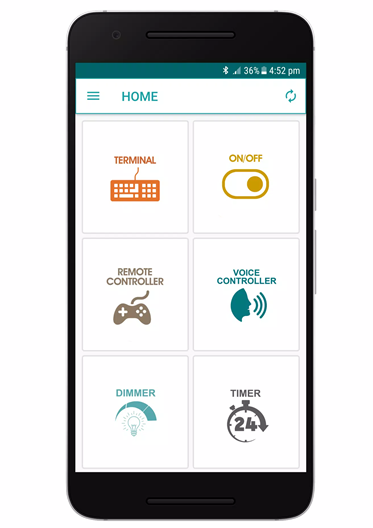 36% 4:52 pm
HOME
TERMINAL
ON/OFF
REMOTE
CONTROLLER
VOICE
CONTROLLER
DIMMER
TIMER
24